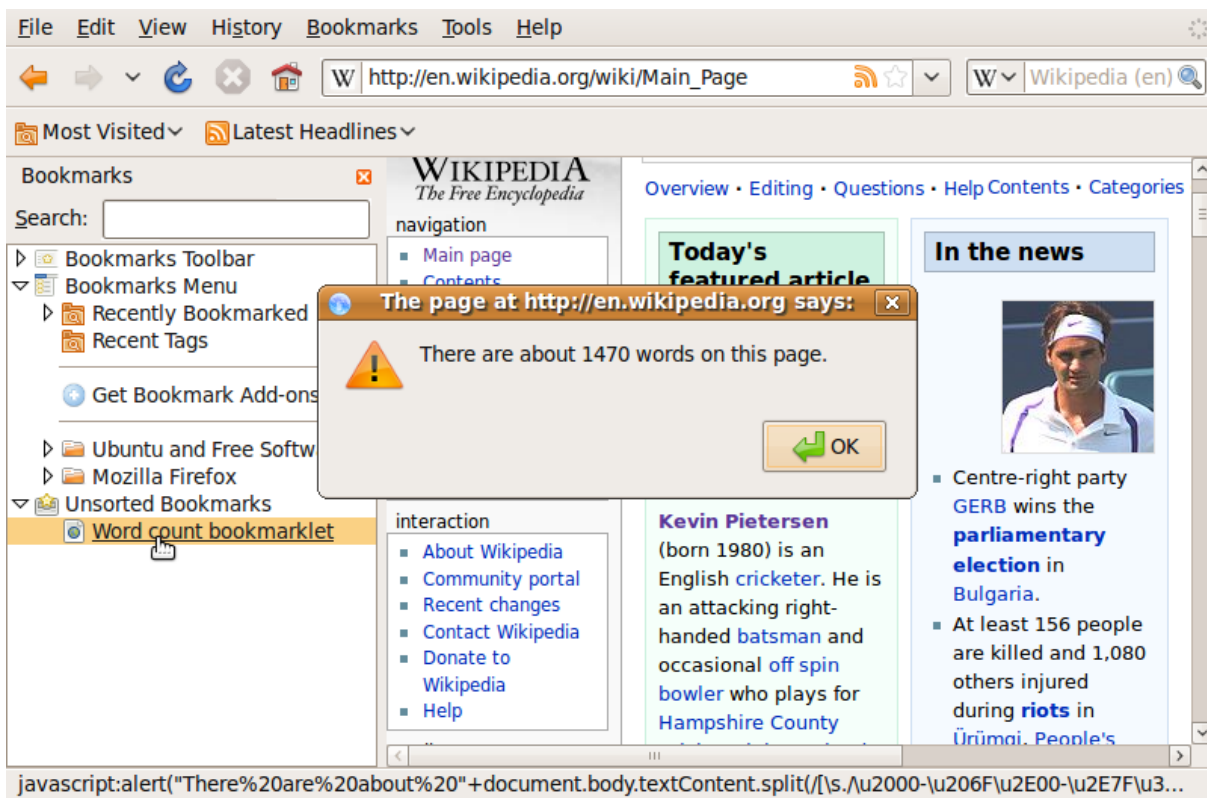 File Edit View History Bookmarks Tools Help
W http://en.wikipedia.org/wiki/Main_Page W Wikipedia (en)
Most Visited Latest Headlines
Bookmarks
Search:
Bookmarks Toolbar
Bookmarks Menu
Recently Bookmarked
Recent Tags
Get Bookmark Add-ons
Ubuntu and Free Softw
Mozilla Firefox
Unsorted Bookmarks
Word count bookmarklet
WIKIPEDIA
The Free Encyclopedia
navigation
Main page
Contents
interaction
About Wikipedia
Community portal
Recent changes
Contact Wikipedia
Donate to
Wikipedia
Help
The page at http://en.wikipedia.org says:
There are about 1470 words on this page.
OK
Overview · Editing · Questions · Help Contents · Categories
Today's
featured article
Kevin Pietersen
(born 1980) is an
English cricketer. He is
an attacking right-
handed batsman and
occasional off spin
bowler who plays for
Hampshire County
In the news
Centre-right party
GERB wins the
parliamentary
election in
Bulgaria.
At least 156 people
are killed and 1,080
others injured
during riots in
Ürümqi, People's
javascript:alert("There%20are%20about%20"+document.body.textContent.split(/[\s./\u2000-\u206F\u2E00-\u2E7F\u3...